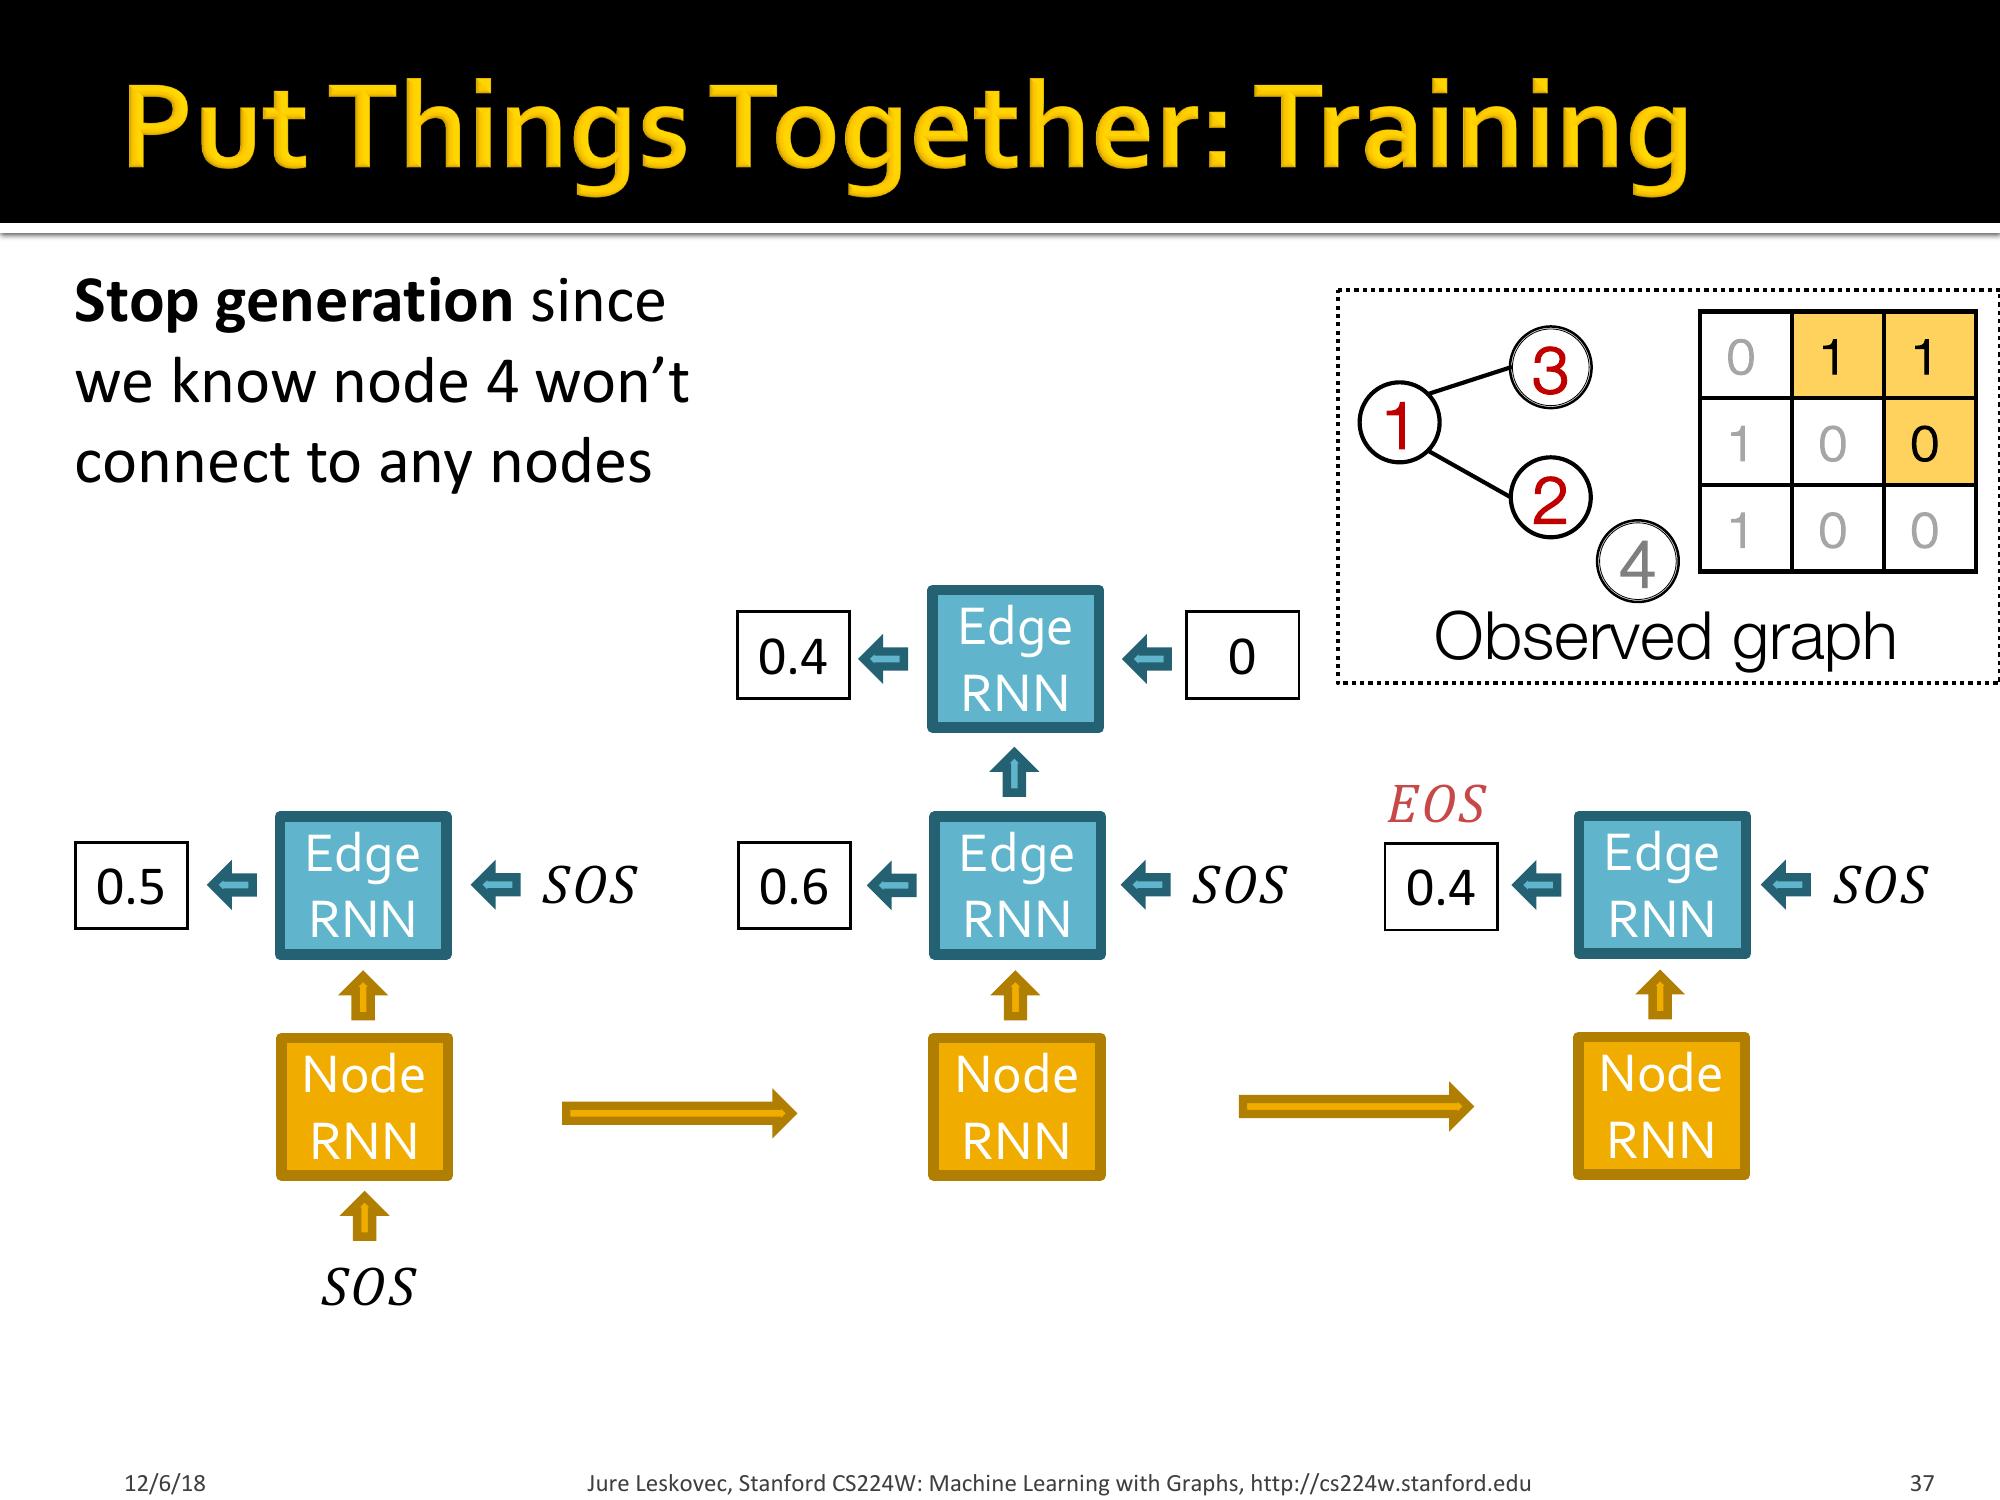 Put Things Together: Training
Stop generation since
we know node 4 won’t
connect to any nodes
3
1
2
4
0 1 1
1 0 0
1 0 0
Observed graph
0.4
Edge
RNN
0
0.5
Edge
RNN
SOS
0.6
Edge
RNN
SOS
EOS
0.4
Edge
RNN
SOS
Node
RNN
Node
RNN
Node
RNN
SOS
12/6/18
Jure Leskovec, Stanford CS224W: Machine Learning with Graphs, http://cs224w.stanford.edu
37